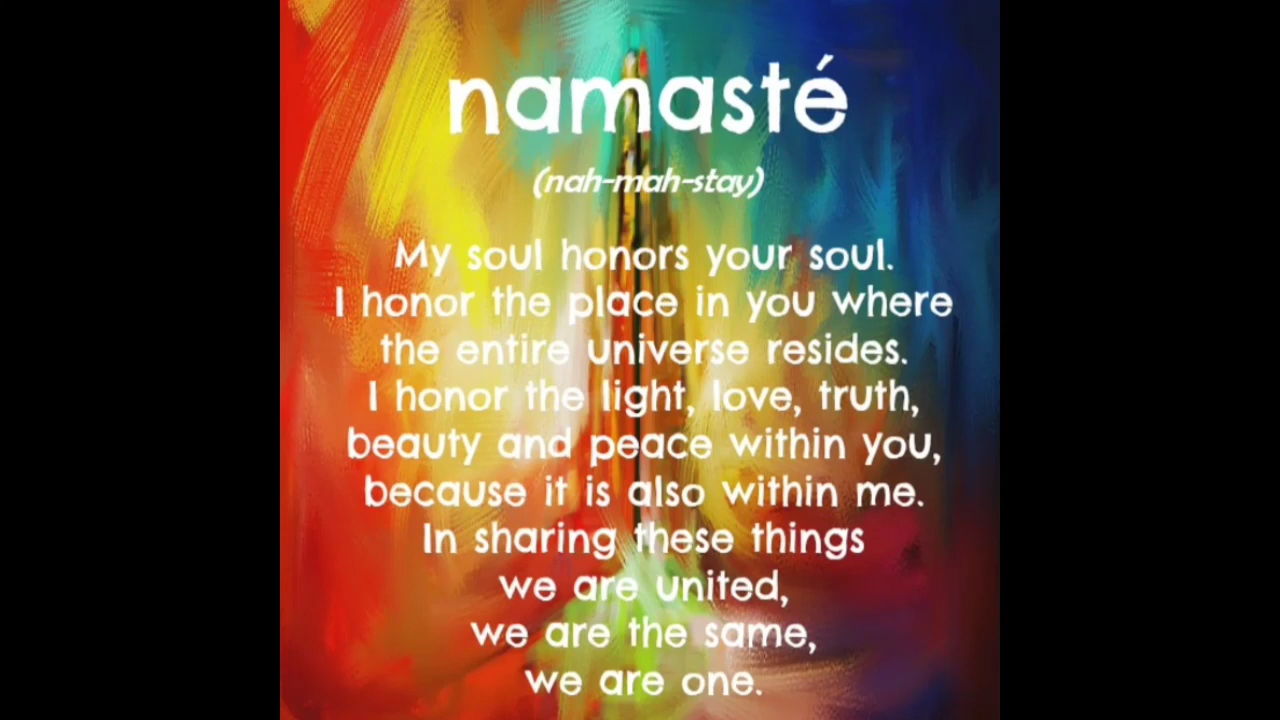 namasté
(nah-mah-stay)
My soul honors your soul.
I honor the place in you where
the entire universe resides.
I honor the light, love, truth,
beauty and peace within you,
because it is also within me.
In sharing these things
we are united,
we are the same,
we are one.